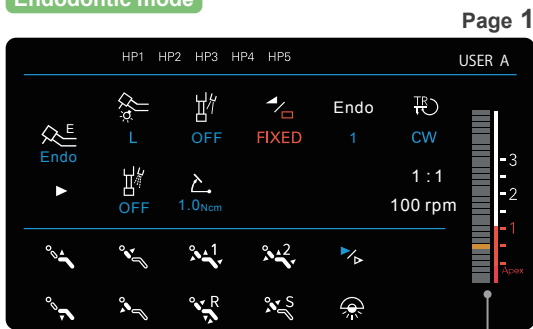 Endodontic mode
Page 1
HP1 HP2 HP3 HP4 HP5 USER A
E
Endo
L
OFF
FIXED
Endo
1
TR
CW
OFF
1.0Ncm
1 : 1
100 rpm
3
2
1
Apex
1
2
R
S